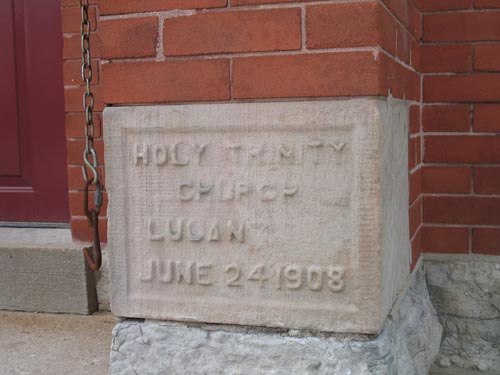 HOLY TRINITY
CHURCH
LUCAN
JUNE 24 1908